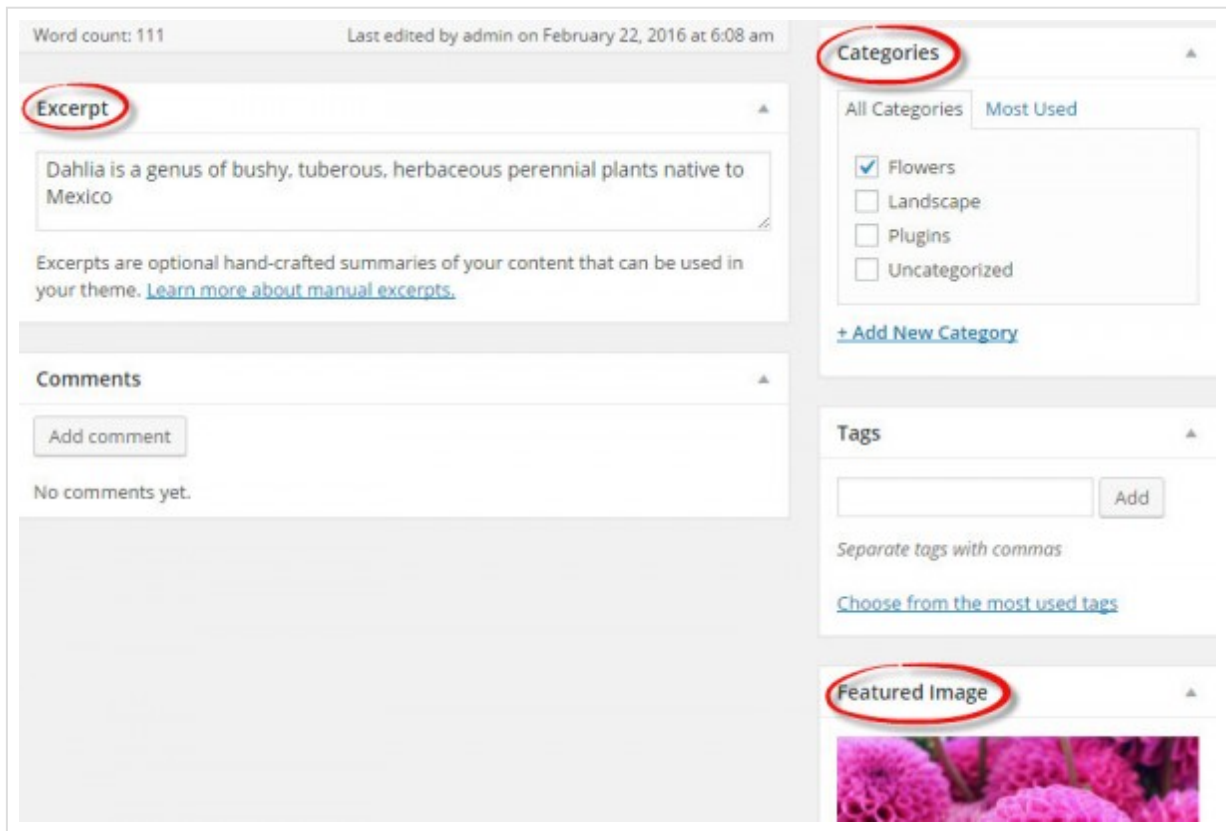 Word count: 111
Last edited by admin on February 22, 2016 at 6:08 am
Excerpt
Dahlia is a genus of bushy, tuberous, herbaceous perennial plants native to
Mexico
Excerpts are optional hand-crafted summaries of your content that can be used in
your theme. Learn more about manual excerpts.
Comments
Add comment
No comments yet.
Categories
All Categories
Most Used
Flowers
Landscape
Plugins
Uncategorized
+ Add New Category
Tags
Add
Separate tags with commas
Choose from the most used tags
Featured Image